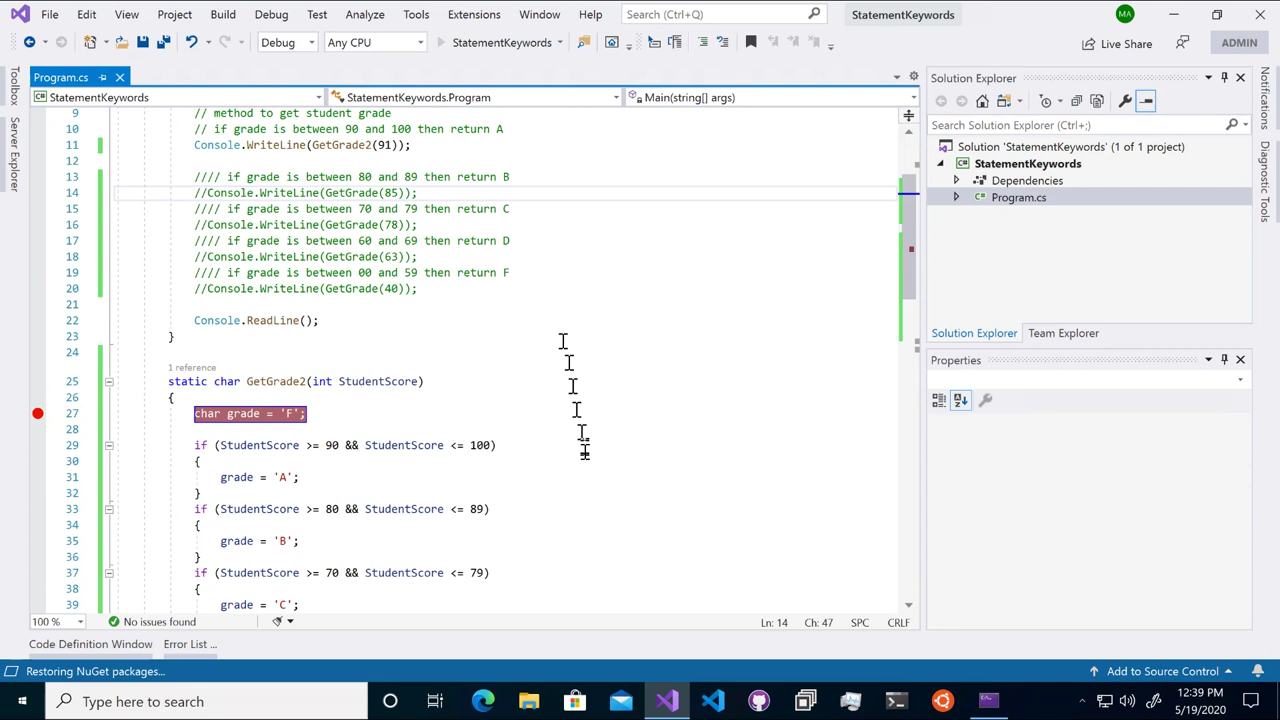 File Edit View Project Build Debug Test Analyze Tools Extensions Window Help Search (Ctrl+Q) StatementKeywords MA
Debug Any CPU StatementKeywords Live Share ADMIN
Toolbox
Server Explorer
Program.cs
StatementKeywords StatementKeywords.Program Main(string[] args)
9 // method to get student grade
10 // if grade is between 90 and 100 then return A
11 Console.WriteLine(GetGrade2(91));
12
13 //// if grade is between 80 and 89 then return B
14 //Console.WriteLine(GetGrade(85));
15 //// if grade is between 70 and 79 then return C
16 //Console.WriteLine(GetGrade(78));
17 //// if grade is between 60 and 69 then return D
18 //Console.WriteLine(GetGrade(63));
19 //// if grade is between 00 and 59 then return F
20 //Console.WriteLine(GetGrade(40));
21
22 Console.ReadLine();
23 }
24
1 reference
25 static char GetGrade2(int StudentScore)
26 {
27 char grade = 'F';
28
29 if (StudentScore >= 90 && StudentScore <= 100)
30 {
31 grade = 'A';
32 }
33 if (StudentScore >= 80 && StudentScore <= 89)
34 {
35 grade = 'B';
36 }
37 if (StudentScore >= 70 && StudentScore <= 79)
38 {
39 grade = 'C';
100 % No issues found Ln: 14 Ch: 47 SPC CRLF
Code Definition Window Error List ...
Solution Explorer
Search Solution Explorer (Ctrl+;)
Solution 'StatementKeywords' (1 of 1 project)
StatementKeywords
Dependencies
Program.cs
Solution Explorer Team Explorer
Properties
Notifications
Diagnostic Tools
Restoring NuGet packages... Add to Source Control
Type here to search 12:39 PM
5/19/2020